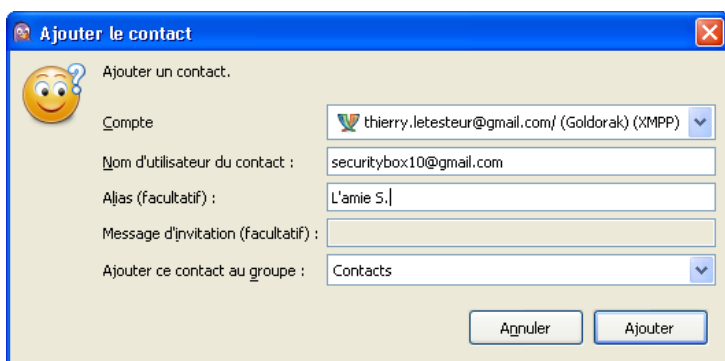 Ajouter le contact
Ajouter un contact.
Compte thierry.letesteur@gmail.com/ (Goldorak) (XMPP)
Nom d'utilisateur du contact : securitybox10@gmail.com
Alias (facultatif) : L'amie S.
Message d'invitation (facultatif) :
Ajouter ce contact au groupe : Contacts
Annuler Ajouter